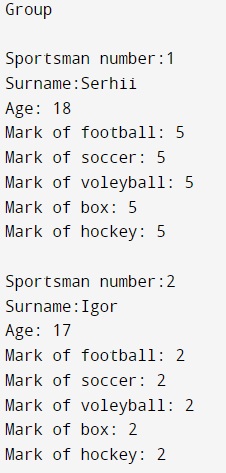 Group
Sportsman number:1
Surname:Serhii
Age: 18
Mark of football: 5
Mark of soccer: 5
Mark of voleyball: 5
Mark of box: 5
Mark of hockey: 5
Sportsman number:2
Surname:Igor
Age: 17
Mark of football: 2
Mark of soccer: 2
Mark of voleyball: 2
Mark of box: 2
Mark of hockey: 2